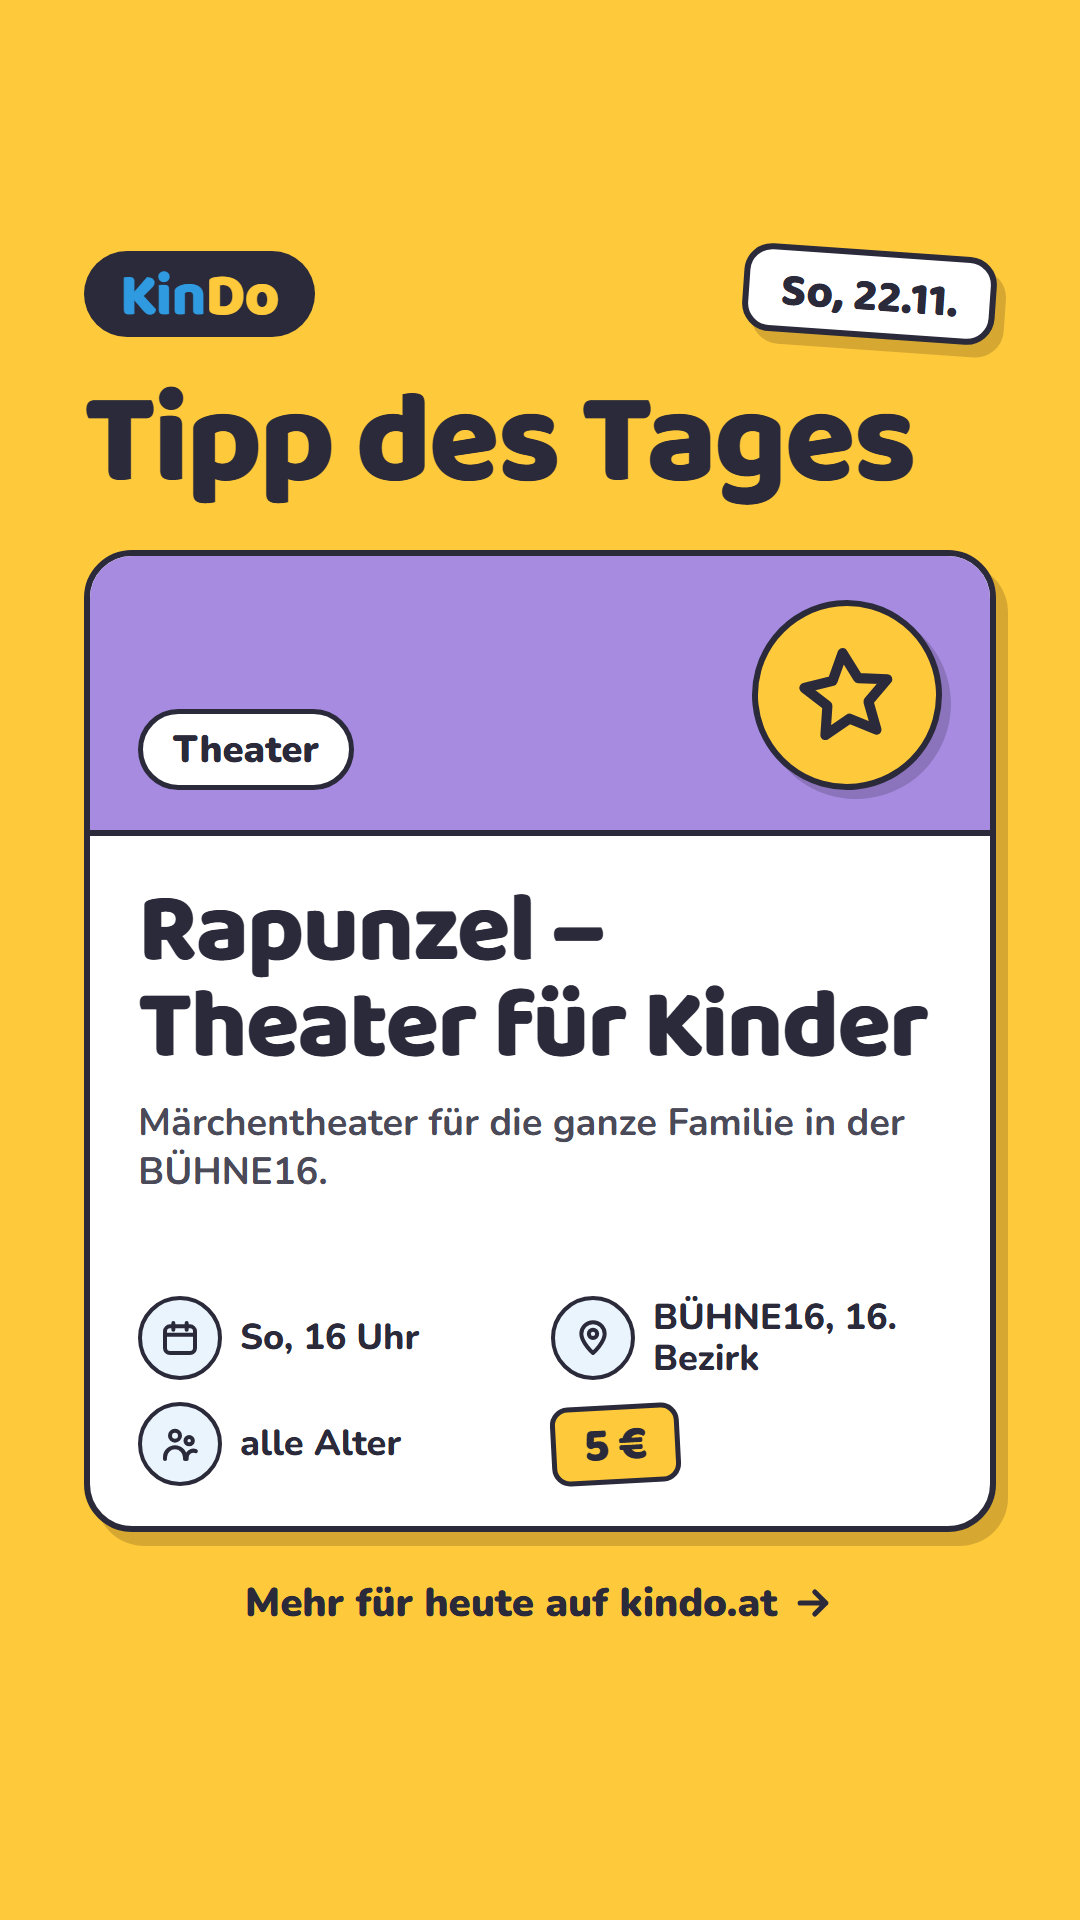 KinDo
So, 22.11.
Tipp des Tages
Theater
Rapunzel –
Theater für Kinder
Märchentheater für die ganze Familie in der
BÜHNE16.
So, 16 Uhr
BÜHNE16, 16.
Bezirk
alle Alter
5 €
Mehr für heute auf kindo.at →